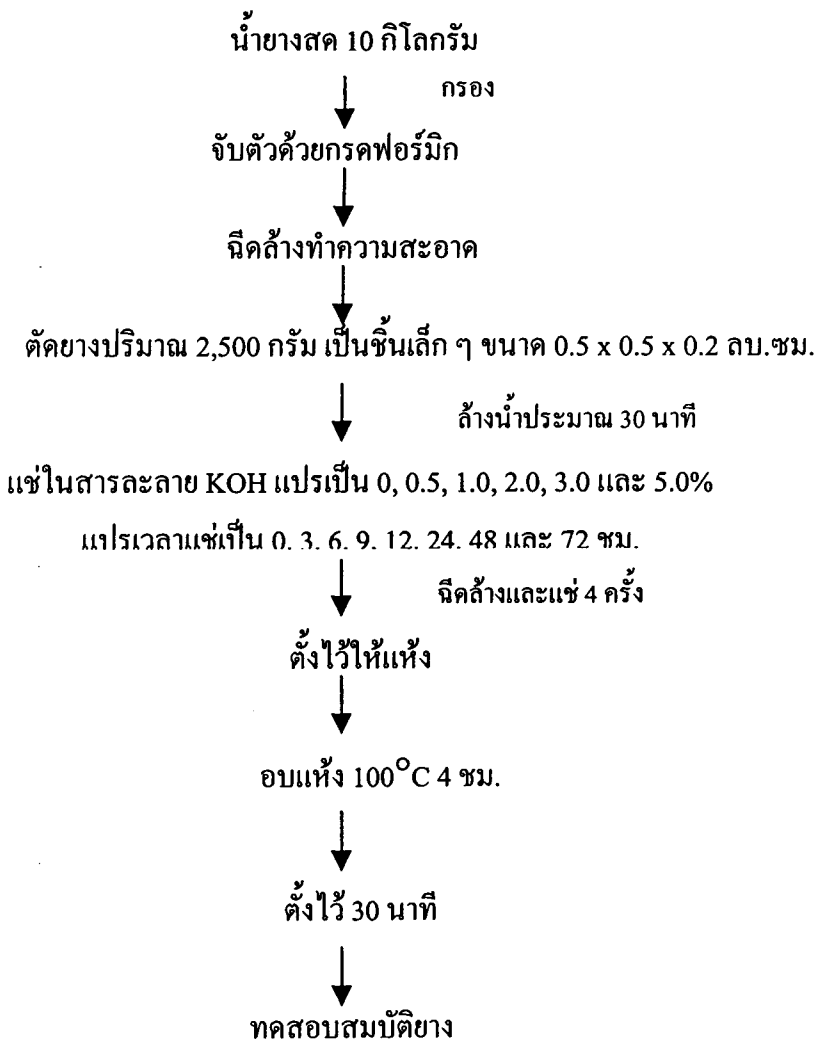 น้ำยางสด 10 กิโลกรัม
กรอง
จับตัวด้วยกรดฟอร์มิก
ฉีดล้างทำความสะอาด
ตัดยางปริมาณ 2,500 กรัม เป็นชิ้นเล็ก ๆ ขนาด 0.5 x 0.5 x 0.2 ลบ.ซม.
ล้างน้ำประมาณ 30 นาที
แช่ในสารละลาย KOH แปรเป็น 0, 0.5, 1.0, 2.0, 3.0 และ 5.0%
แปรเวลาแช่เป็น 0, 3, 6, 9, 12, 24, 48 และ 72 ชม.
ฉีดล้างและแช่ 4 ครั้ง
ตั้งไว้ให้แห้ง
อบแห้ง 100°C 4 ชม.
ตั้งไว้ 30 นาที
ทดสอบสมบัติยาง